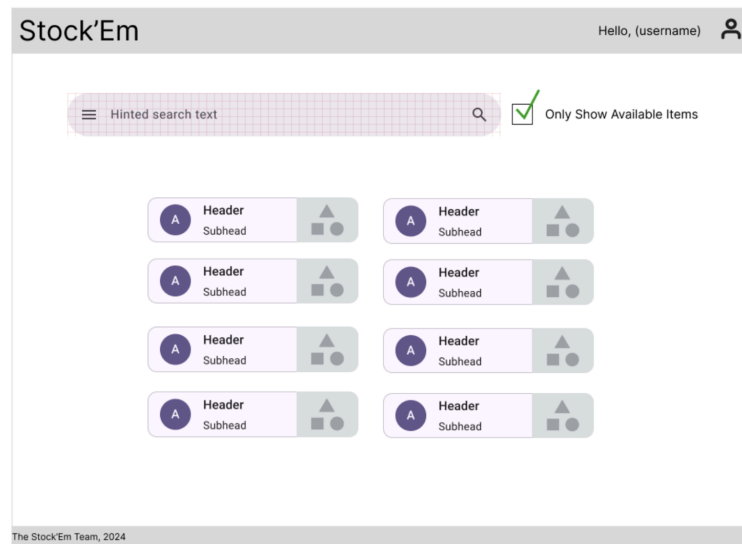 Stock'Em
Hello, (username)
Hinted search text
Only Show Available Items
A
Header
Subhead
A
Header
Subhead
A
Header
Subhead
A
Header
Subhead
A
Header
Subhead
A
Header
Subhead
A
Header
Subhead
A
Header
Subhead
The Stock'Em Team, 2024